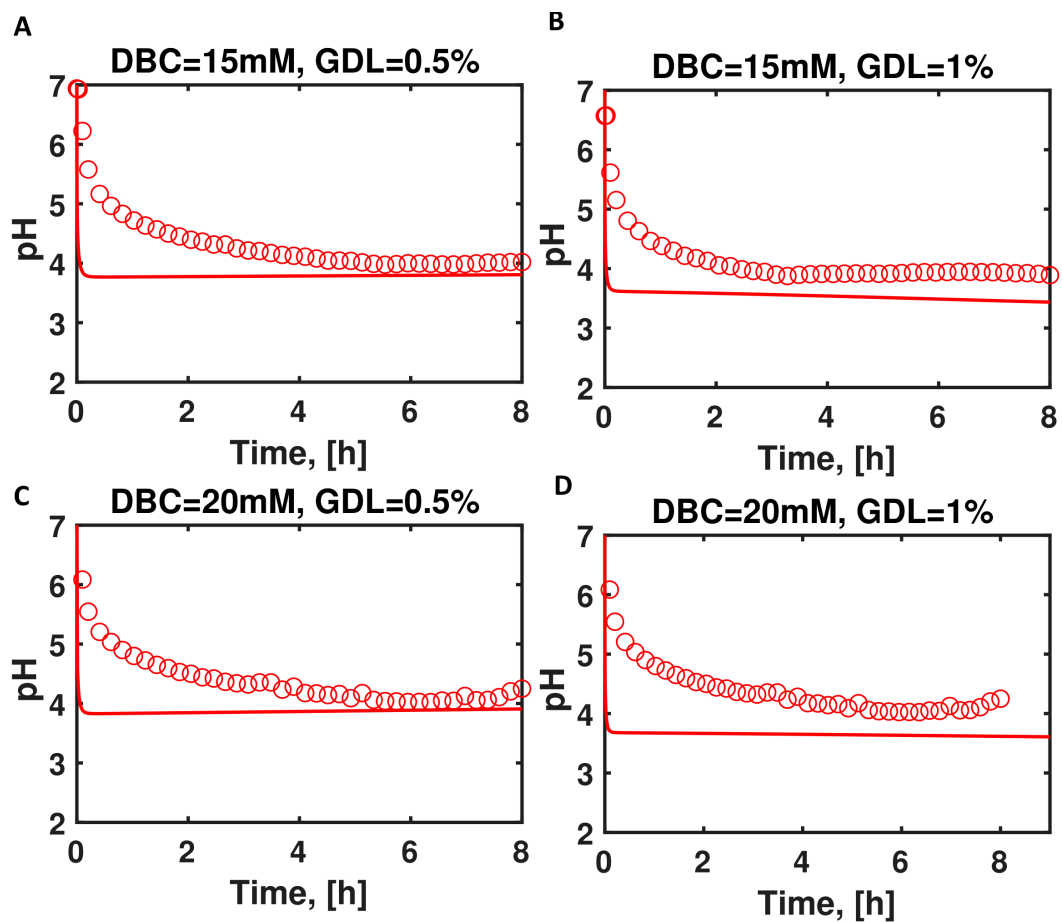 A
DBC=15mM, GDL=0.5%
7
6
5
4
3
2
pH
0 2 4 6 8
Time, [h]
B
DBC=15mM, GDL=1%
7
6
5
4
3
2
pH
0 2 4 6 8
Time, [h]
C
DBC=20mM, GDL=0.5%
7
6
5
4
3
2
pH
0 2 4 6 8
Time, [h]
D
DBC=20mM, GDL=1%
7
6
5
4
3
2
pH
0 2 4 6 8
Time, [h]